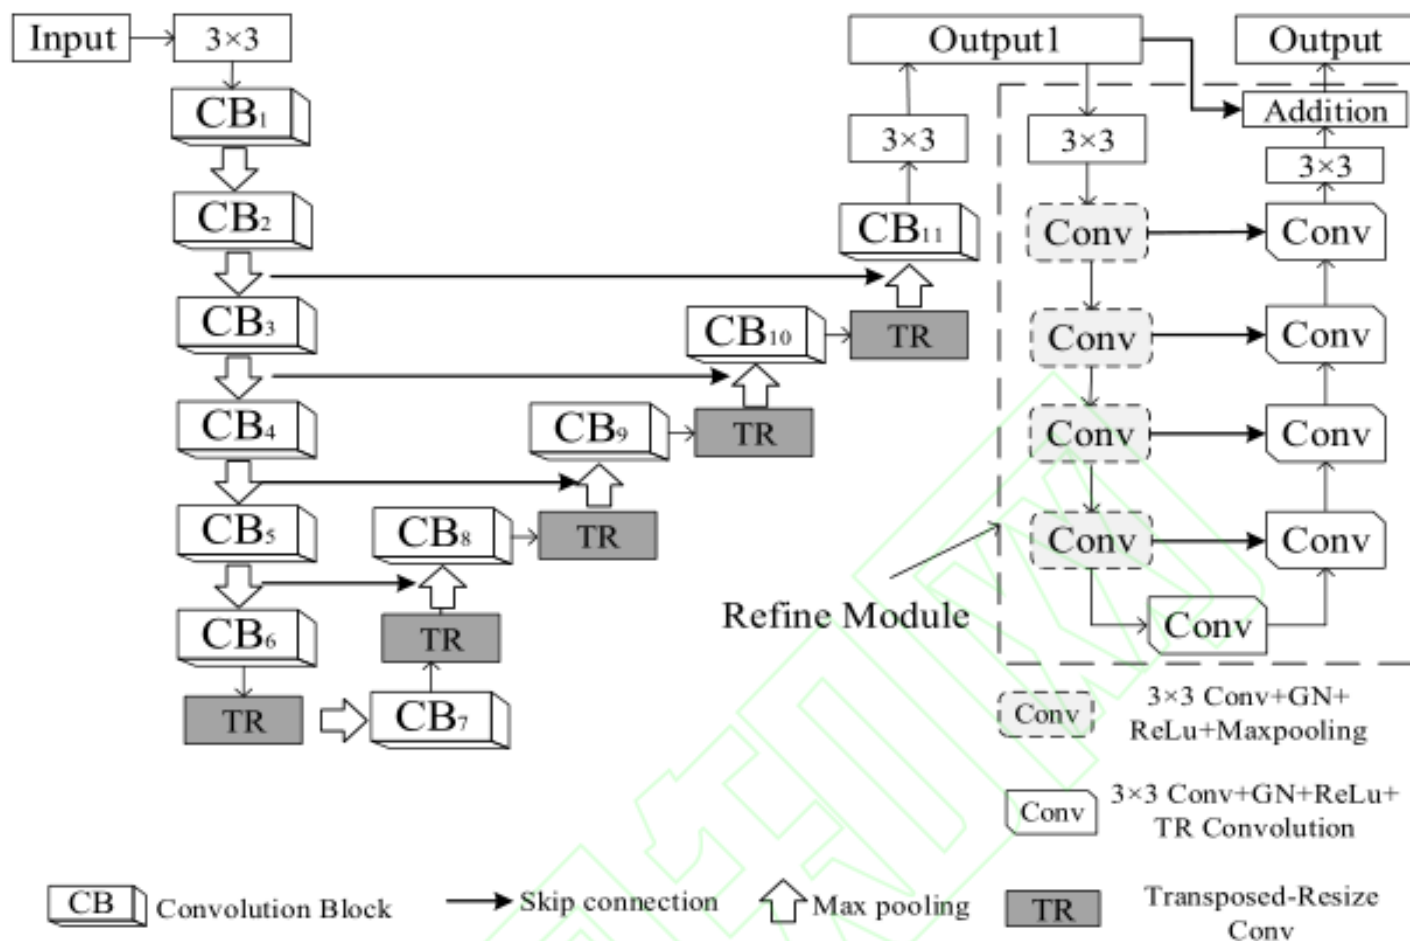 Input
3×3
CB1
CB2
CB3
CB4
CB5
CB6
TR
CB7
TR
CB8
TR
CB9
TR
CB10
TR
CB11
3×3
Output1
3×3
Conv
Conv
Conv
Conv
Conv
Conv
Conv
Conv
Conv
3×3
Addition
Output
Refine Module
Conv
3×3 Conv+GN+
ReLu+Maxpooling
Conv
3×3 Conv+GN+ReLu+
TR Convolution
CB
Convolution Block
Skip connection
Max pooling
TR
Transposed-Resize
Conv